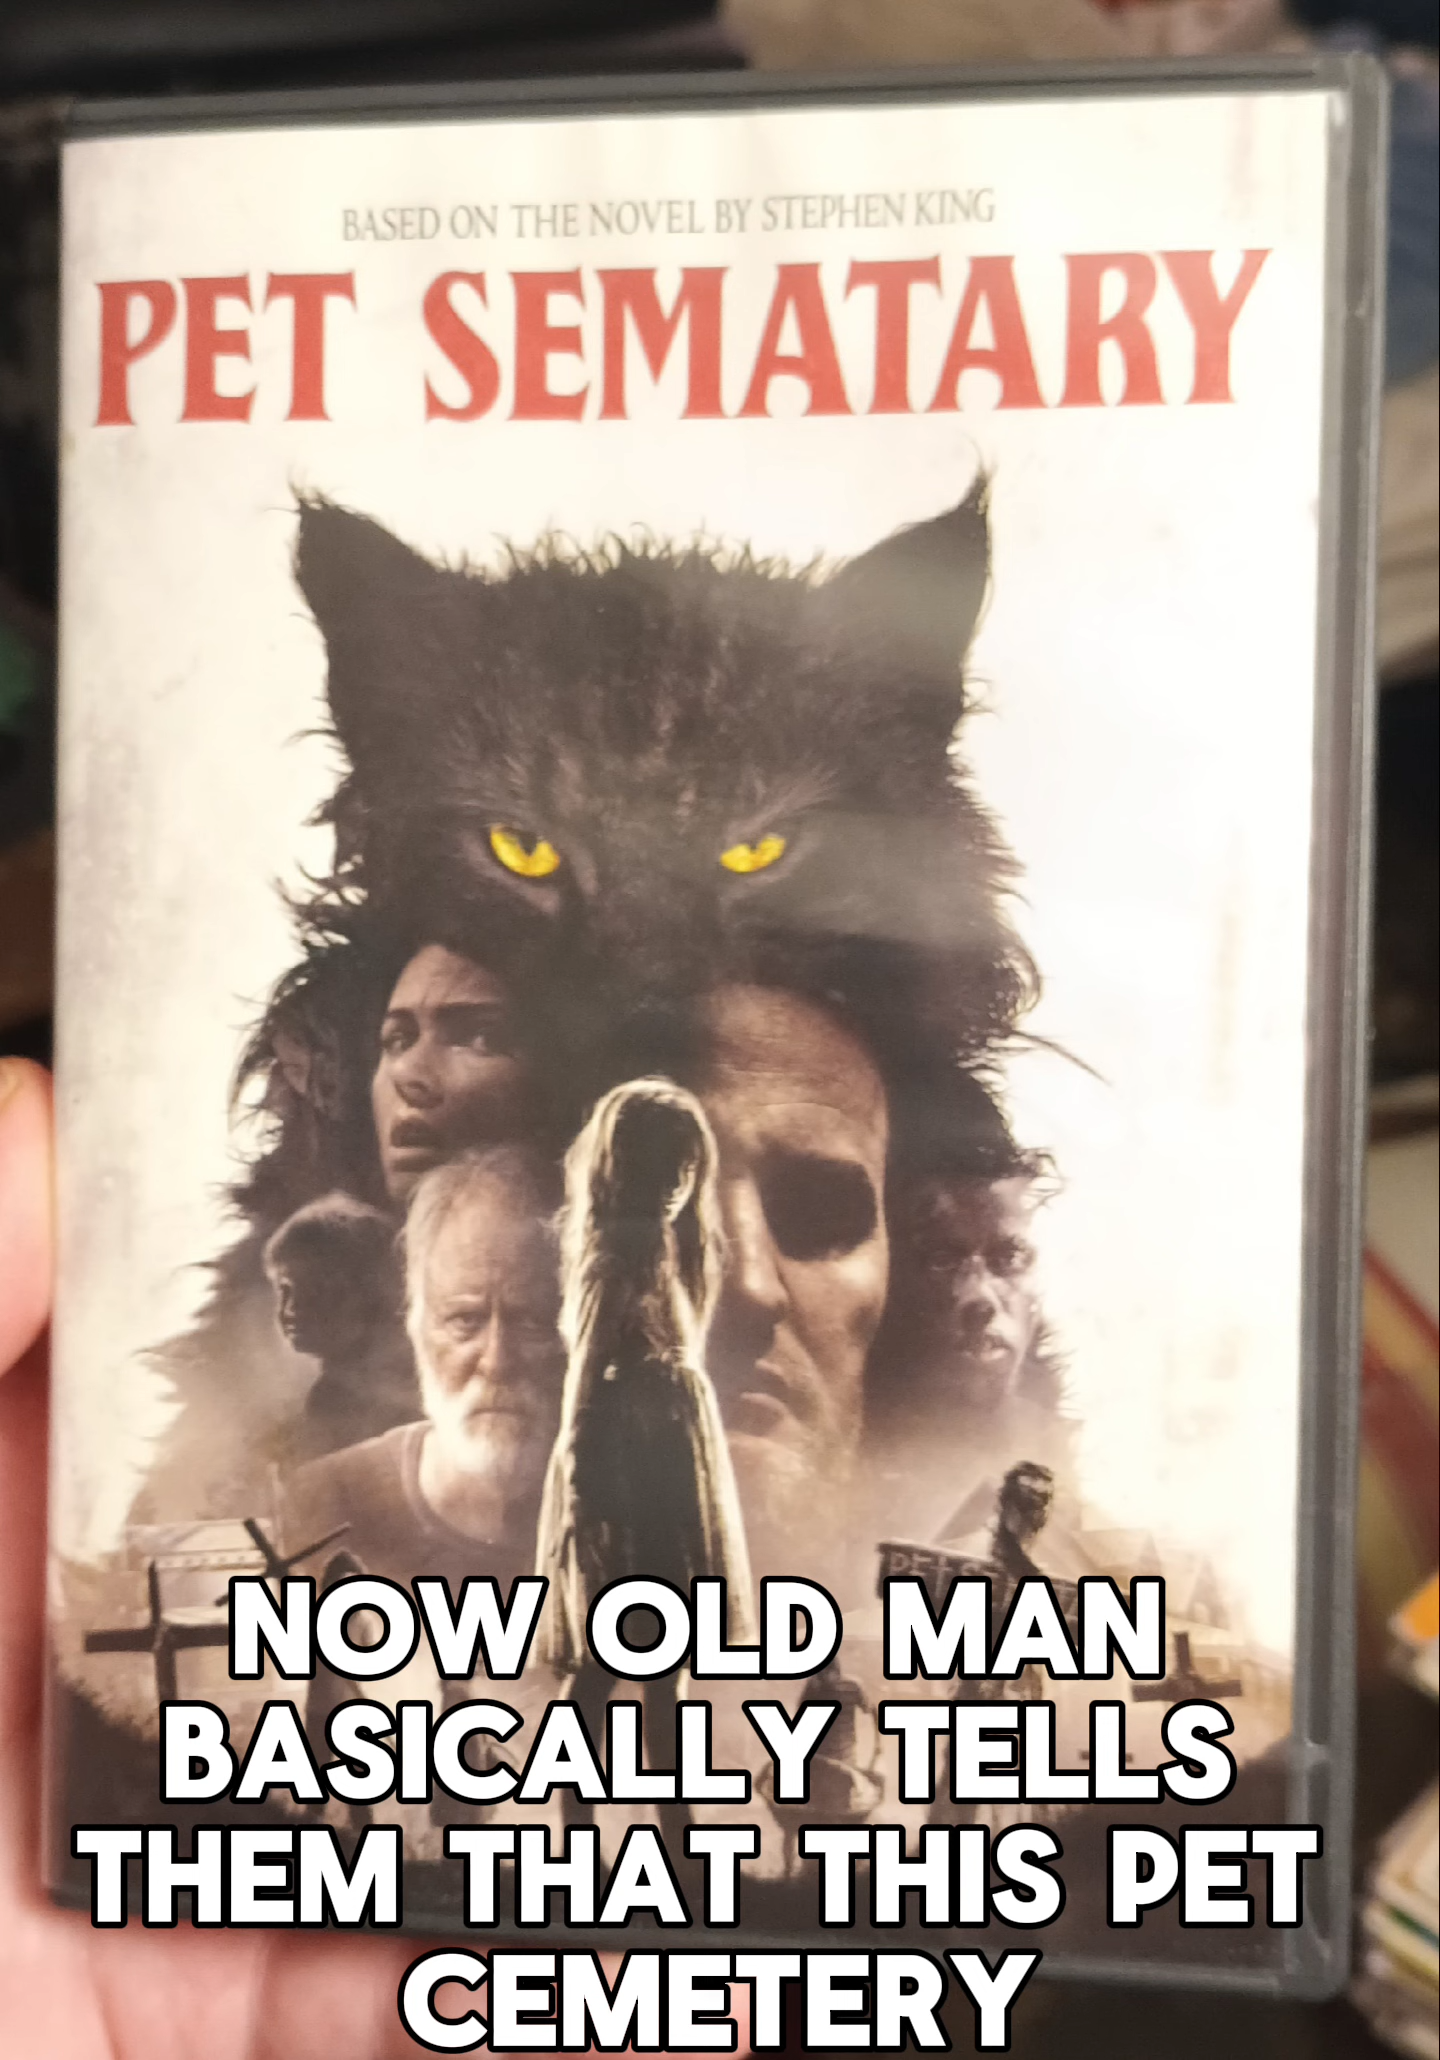 BASED ON THE NOVEL BY STEPHEN KING
PET SEMATARY
NOW OLD MAN
BASICALLY TELLS
THEM THAT THIS PET
CEMETERY